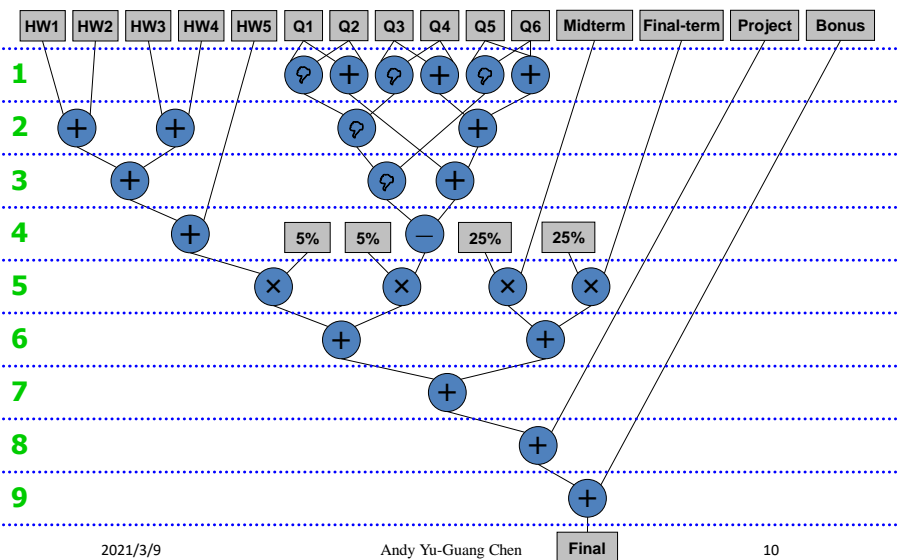 HW1 HW2 HW3 HW4 HW5 Q1 Q2 Q3 Q4 Q5 Q6 Midterm Final-term Project Bonus
1 + + +
2 + + +
3 + +
4 + 5% 5% − 25% 25%
5 × × × ×
6 + +
7 +
8 +
9 +
2021/3/9 Andy Yu-Guang Chen Final 10